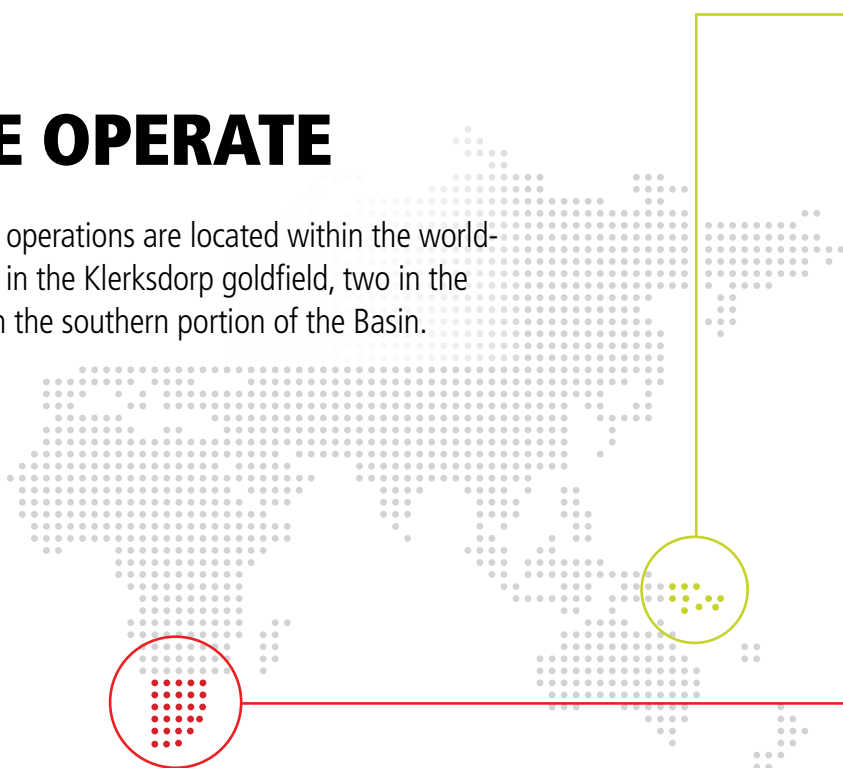 E OPERATE
operations are located within the world-
in the Klerksdorp goldfield, two in the
the southern portion of the Basin.